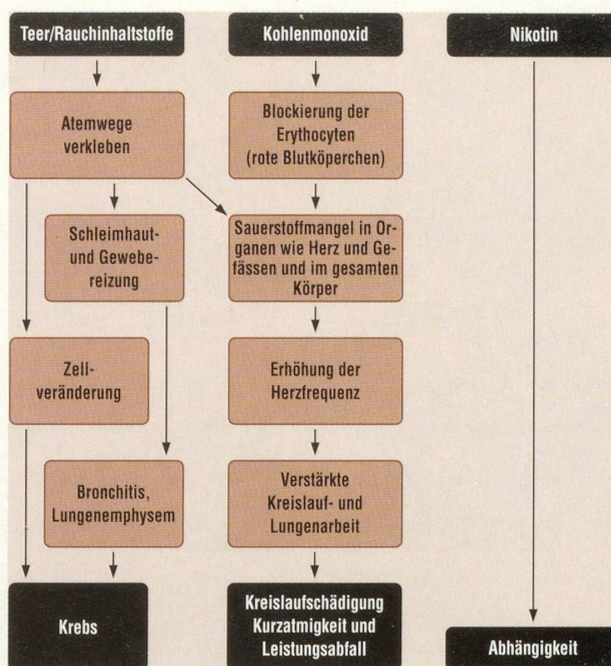 Teer/Rauchinhaltstoffe
Kohlenmonoxid
Nikotin
Atemwege
verkleben
Blockierung der
Erythocyten
(rote Blutköperchen)
Schleimhaut-
und Gewebe-
reizung
Sauerstoffmangel in Or-
ganen wie Herz und Ge-
fässen und im gesamten
Körper
Zell-
veränderung
Erhöhung der
Herzfrequenz
Bronchitis,
Lungenemphysem
Verstärkte
Kreislauf- und
Lungenarbeit
Krebs
Kreislaufschädigung
Kurzatmigkeit und
Leistungsabfall
Abhängigkeit